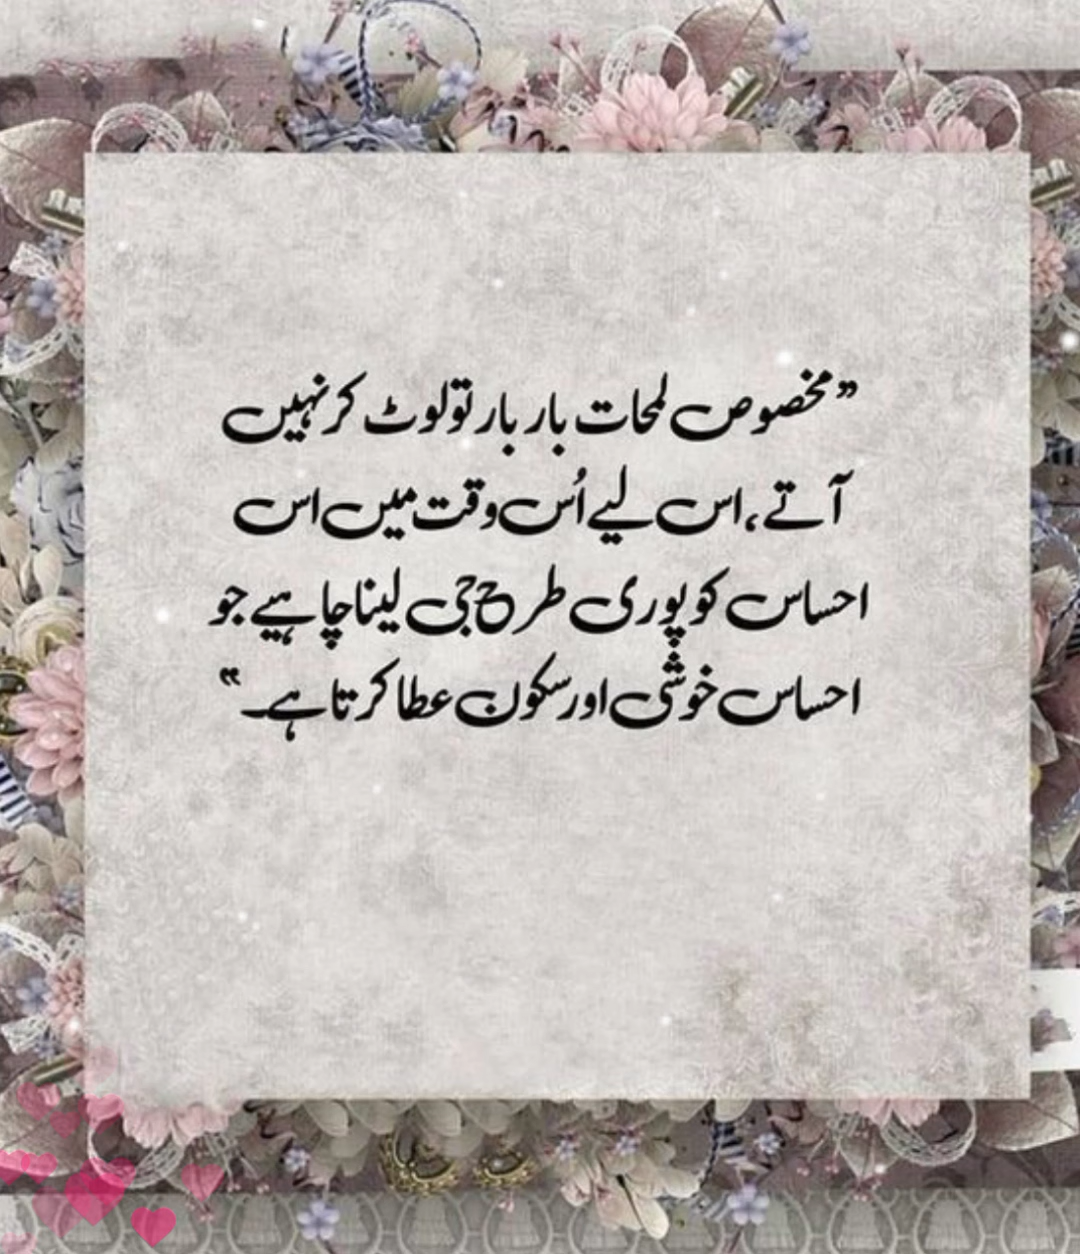 ”مخصوص لمحات بار بار تو لوٹ کر نہیں
آتے، اس لیے اُس وقت میں اس
احساس کو پوری طرح جی لینا چاہیے جو
احساس خوشی اور سکون عطا کرتا ہے۔“